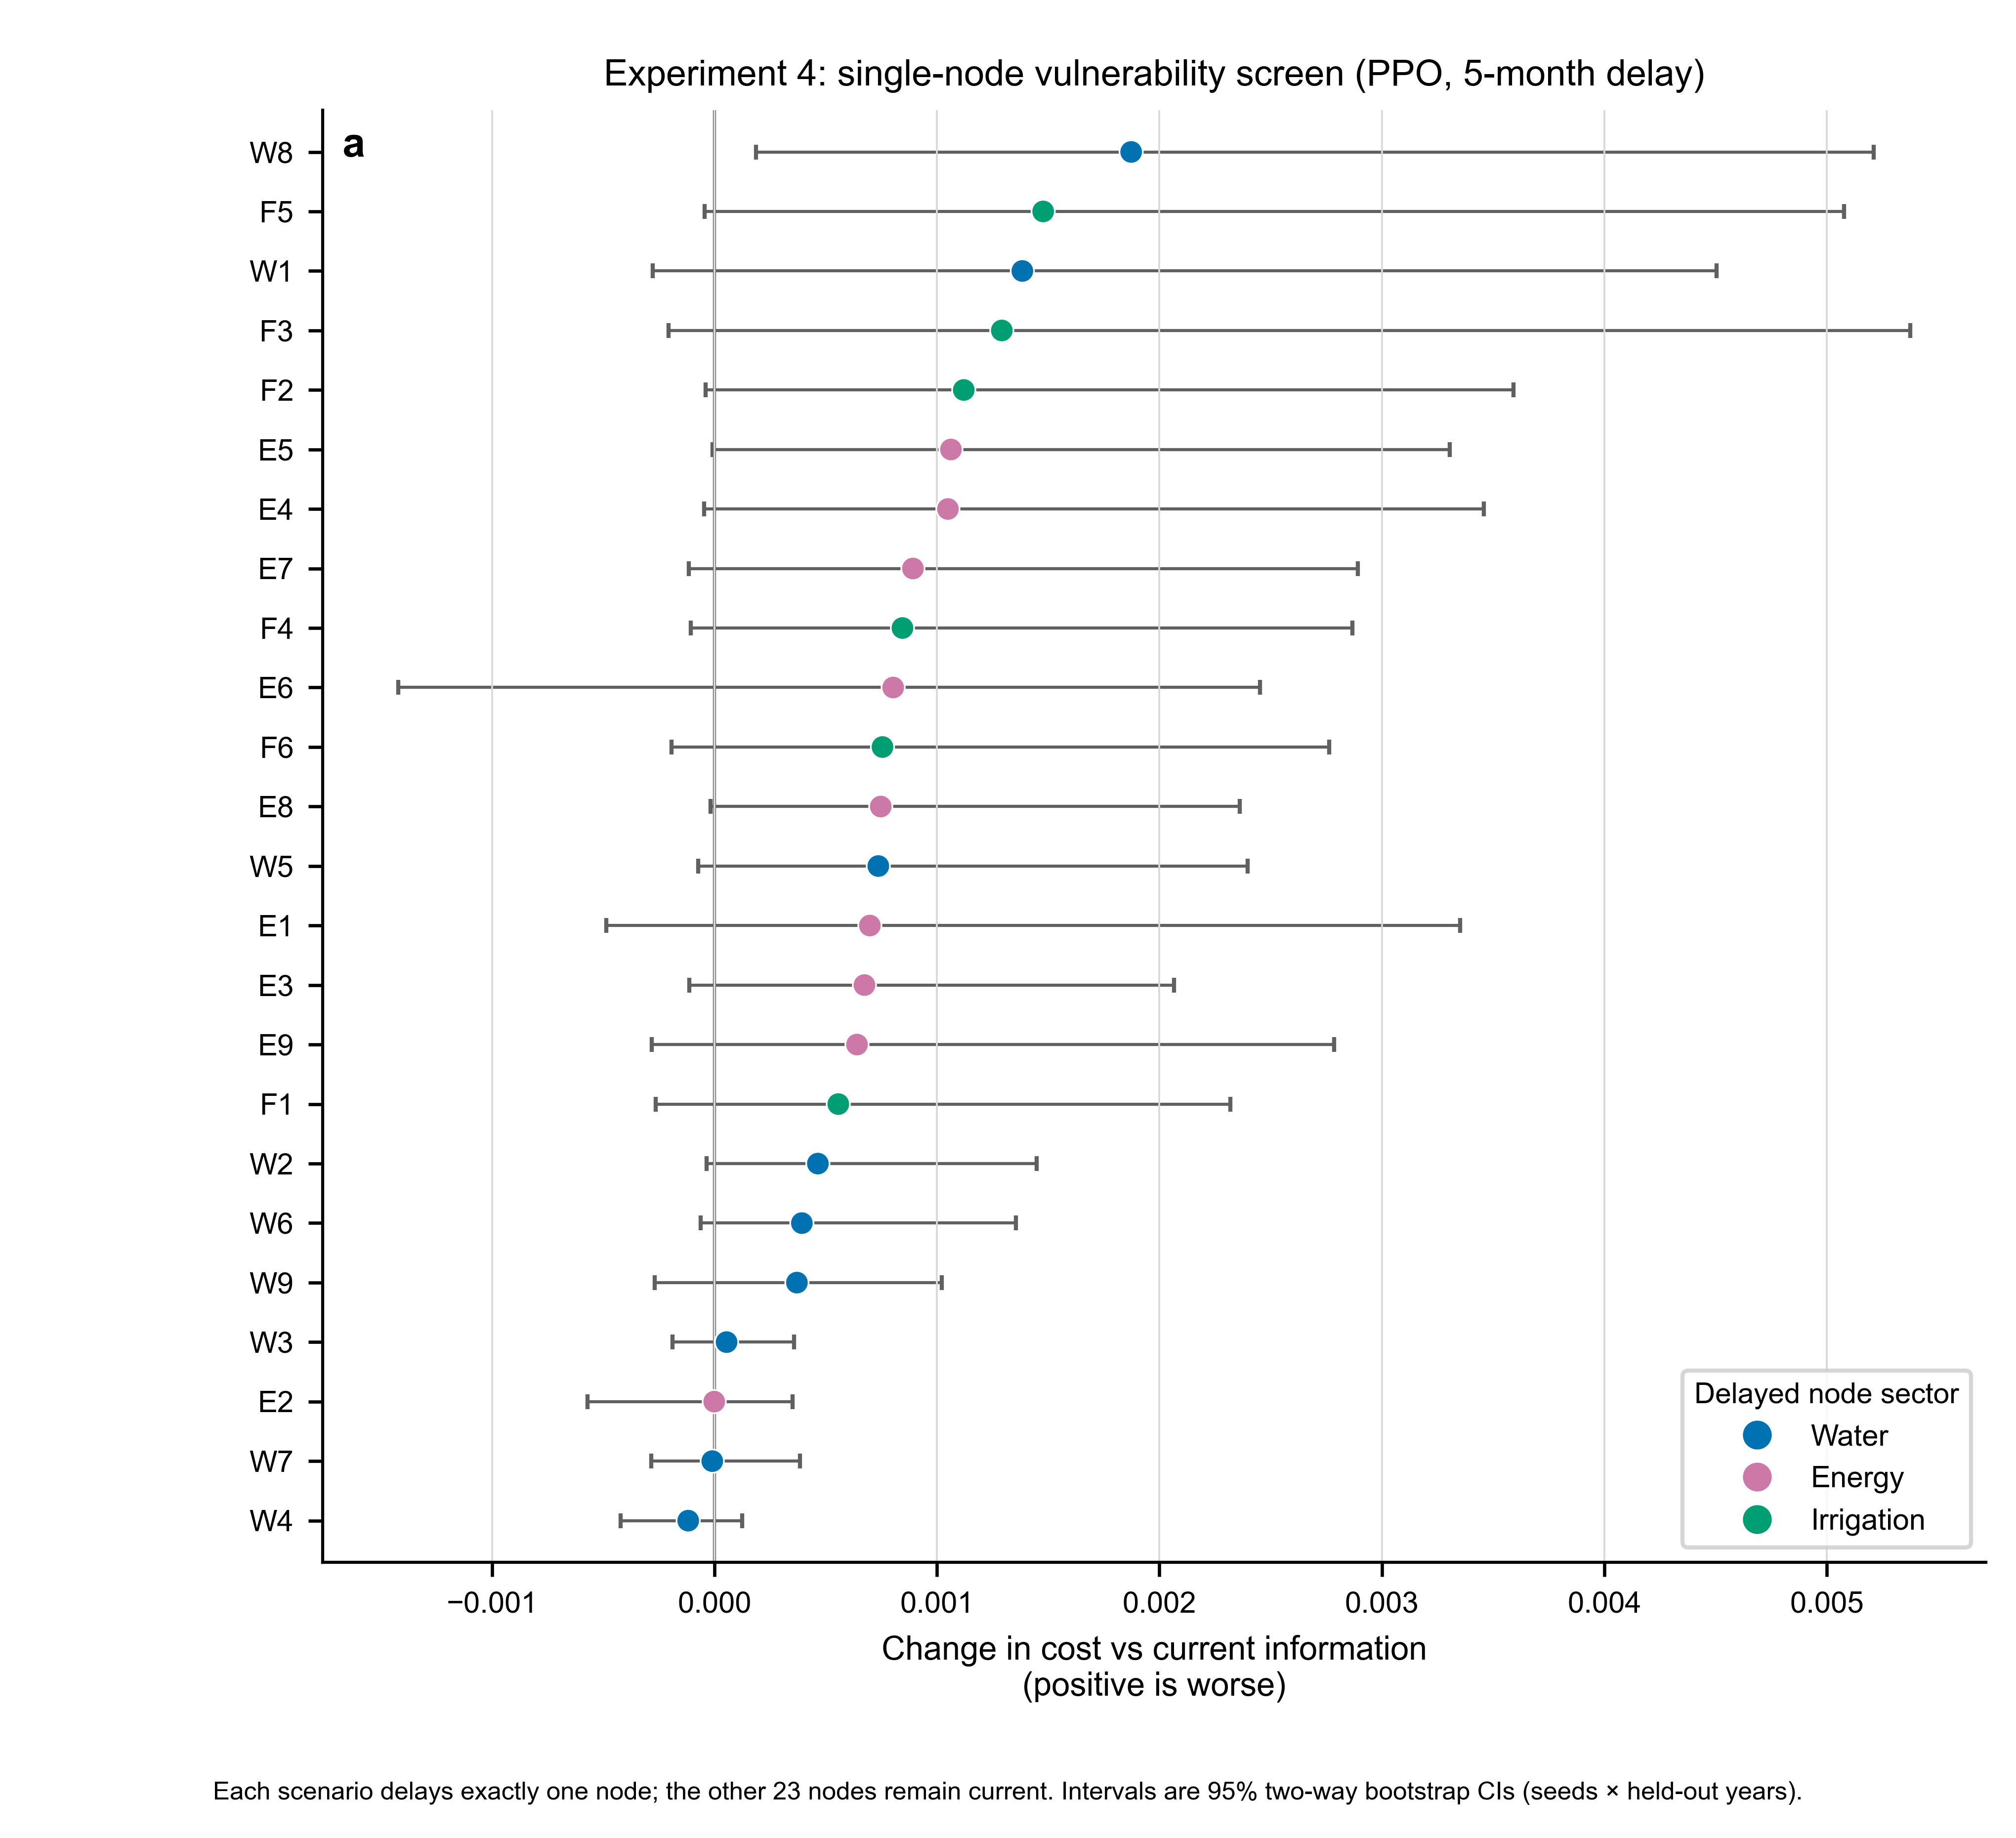 Experiment 4: single-node vulnerability screen (PPO, 5-month delay)
a
W8
F5
W1
F3
F2
E5
E4
E7
F4
E6
F6
E8
W5
E1
E3
E9
F1
W2
W6
W9
W3
E2
W7
W4
Delayed node sector
Water
Energy
Irrigation
−0.001 0.000 0.001 0.002 0.003 0.004 0.005
Change in cost vs current information
(positive is worse)
Each scenario delays exactly one node; the other 23 nodes remain current. Intervals are 95% two-way bootstrap CIs (seeds × held-out years).